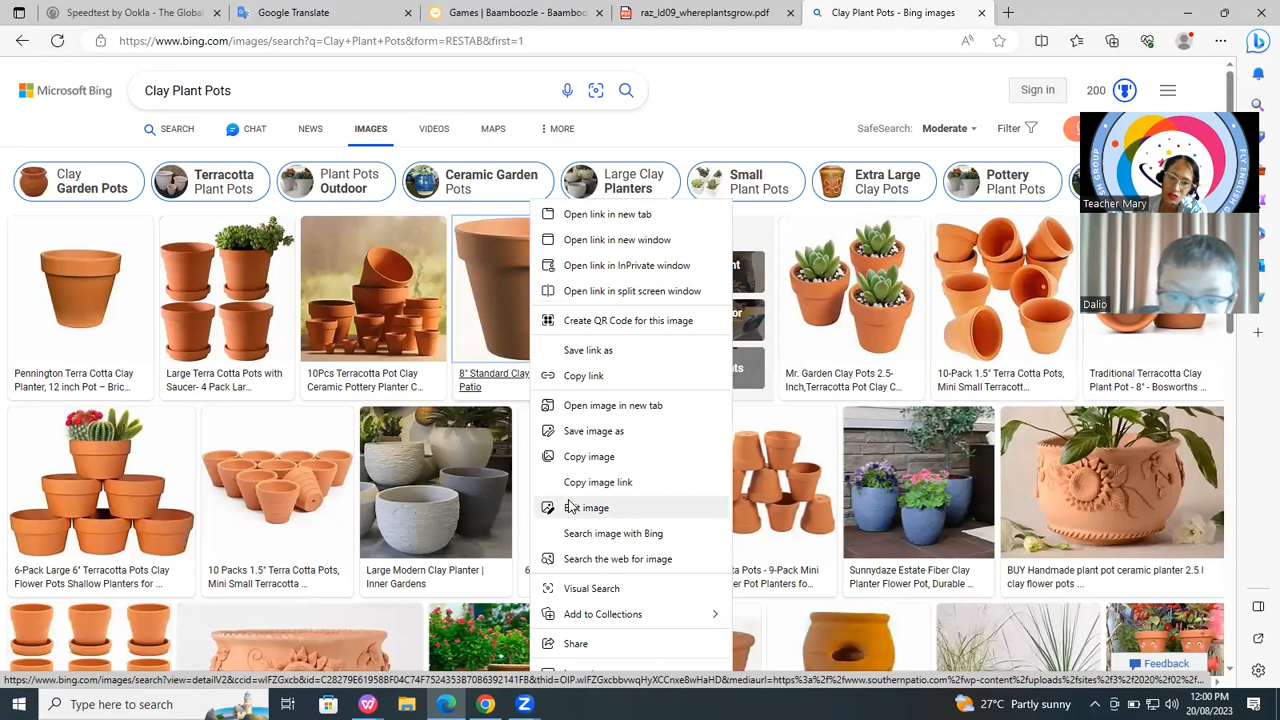 Speedtest by Ookla - The Global
Google Translate
Games | Baamboozle - Baamboo
raz_ld09_whereplantsgrow.pdf
Clay Plant Pots - Bing images
https://www.bing.com/images/search?q=Clay+Plant+Pots&form=RESTAB&first=1
Microsoft Bing
Clay Plant Pots
Sign in
200
SEARCH
CHAT
NEWS
IMAGES
VIDEOS
MAPS
MORE
SafeSearch: Moderate
Filter
Clay
Garden Pots
Terracotta
Plant Pots
Plant Pots
Outdoor
Ceramic Garden
Pots
Large Clay
Planters
Small
Plant Pots
Extra Large
Clay Pots
Pottery
Plant Pots
Teacher Mary
Dalio
Open link in new tab
Open link in new window
Open link in InPrivate window
Open link in split screen window
Create QR Code for this image
Save link as
Copy link
Open image in new tab
Save image as
Copy image
Copy image link
image
Search image with Bing
Search the web for image
Visual Search
Add to Collections
Share
Pennington Terra Cotta Clay
Planter, 12 inch Pot – Bric...
Large Terra Cotta Pots with
Saucer- 4 Pack Lar...
10Pcs Terracotta Pot Clay
Ceramic Pottery Planter C...
8" Standard Clay
Patio
Mr. Garden Clay Pots 2.5-
Inch,Terracotta Pot Clay C...
10-Pack 1.5" Terra Cotta Pots,
Mini Small Terracott...
Traditional Terracotta Clay
Plant Pot - 8" - Bosworths ...
6-Pack Large 6" Terracotta Pots Clay
Flower Pots Shallow Planters for ...
10 Packs 1.5" Terra Cotta Pots,
Mini Small Terracotta ...
Large Modern Clay Planter |
Inner Gardens
Pots - 9-Pack Mini
Planters fo...
Sunnydaze Estate Fiber Clay
Planter Flower Pot, Durable ...
BUY Handmade plant pot ceramic planter 2.5 l
clay flower pots ...
Feedback
Type here to search
27°C Partly sunny
12:00 PM
20/08/2023